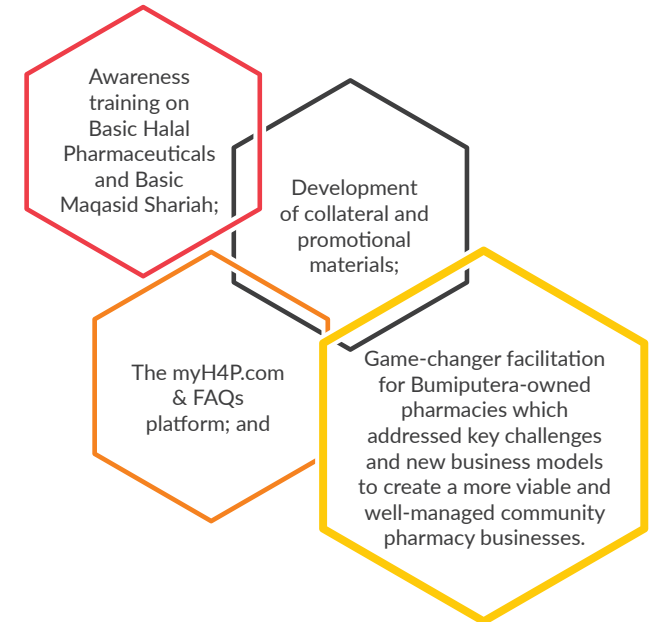 Awareness
training on
Basic Halal
Pharmaceuticals
and Basic
Maqasid Shariah;
Development
of collateral and
promotional
materials;
The myH4P.com
& FAQs
platform; and
Game-changer facilitation
for Bumiputera-owned
pharmacies which
addressed key challenges
and new business models
to create a more viable and
well-managed community
pharmacy businesses.